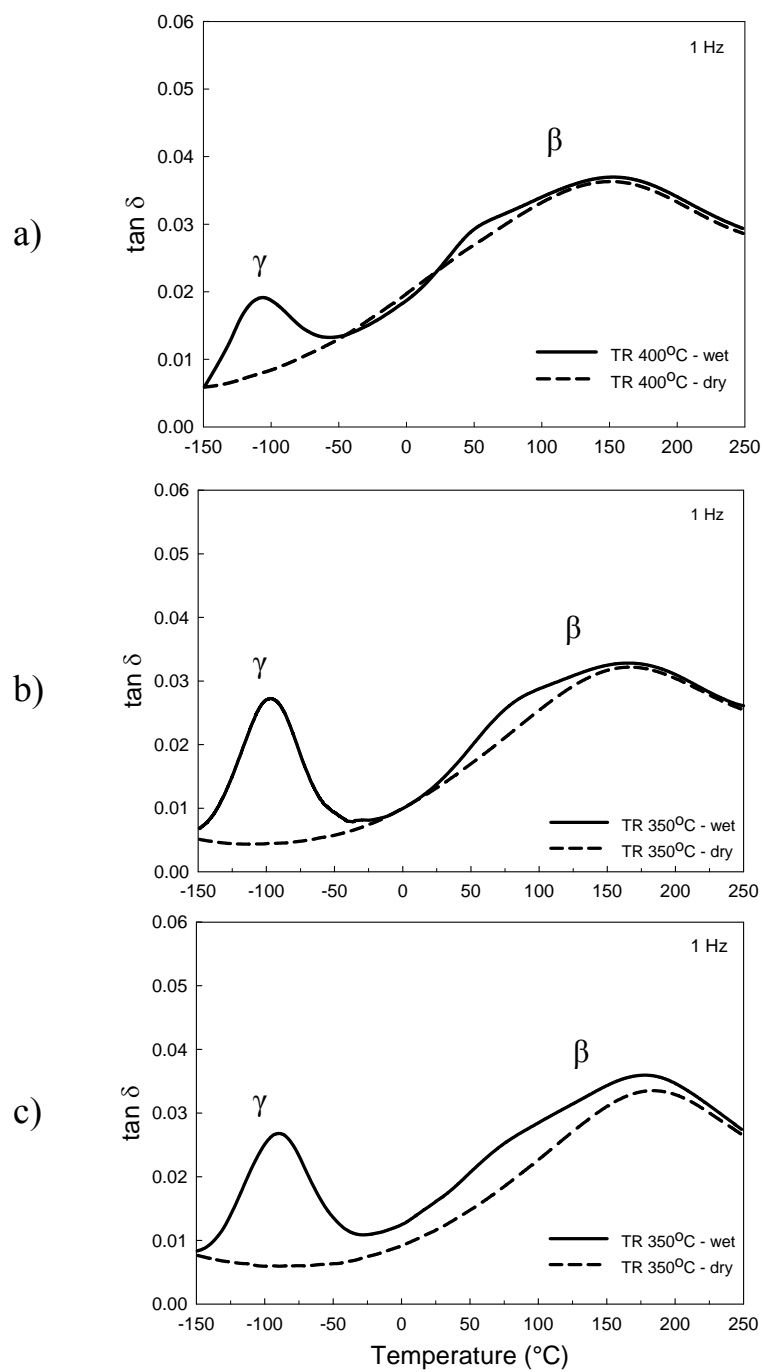 a)
tan δ
0.06
0.05
0.04
0.03
0.02
0.01
0.00
1 Hz
β
γ
TR 400°C - wet
TR 400°C - dry
-150 -100 -50 0 50 100 150 200 250
b)
tan δ
0.06
0.05
0.04
0.03
0.02
0.01
0.00
1 Hz
β
γ
TR 350°C - wet
TR 350°C - dry
-150 -100 -50 0 50 100 150 200 250
c)
tan δ
0.06
0.05
0.04
0.03
0.02
0.01
0.00
1 Hz
β
γ
TR 350°C - wet
TR 350°C - dry
-150 -100 -50 0 50 100 150 200 250
Temperature (°C)